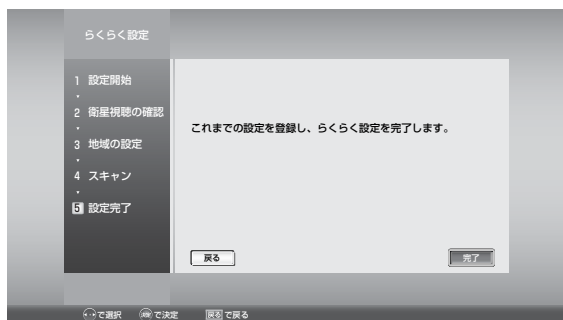 らくらく設定
1 設定開始
2 衛星視聴の確認
3 地域の設定
4 スキャン
5 設定完了
これまでの設定を登録し、らくらく設定を完了します。
戻る 完了
で選択 で決定 戻る で戻る